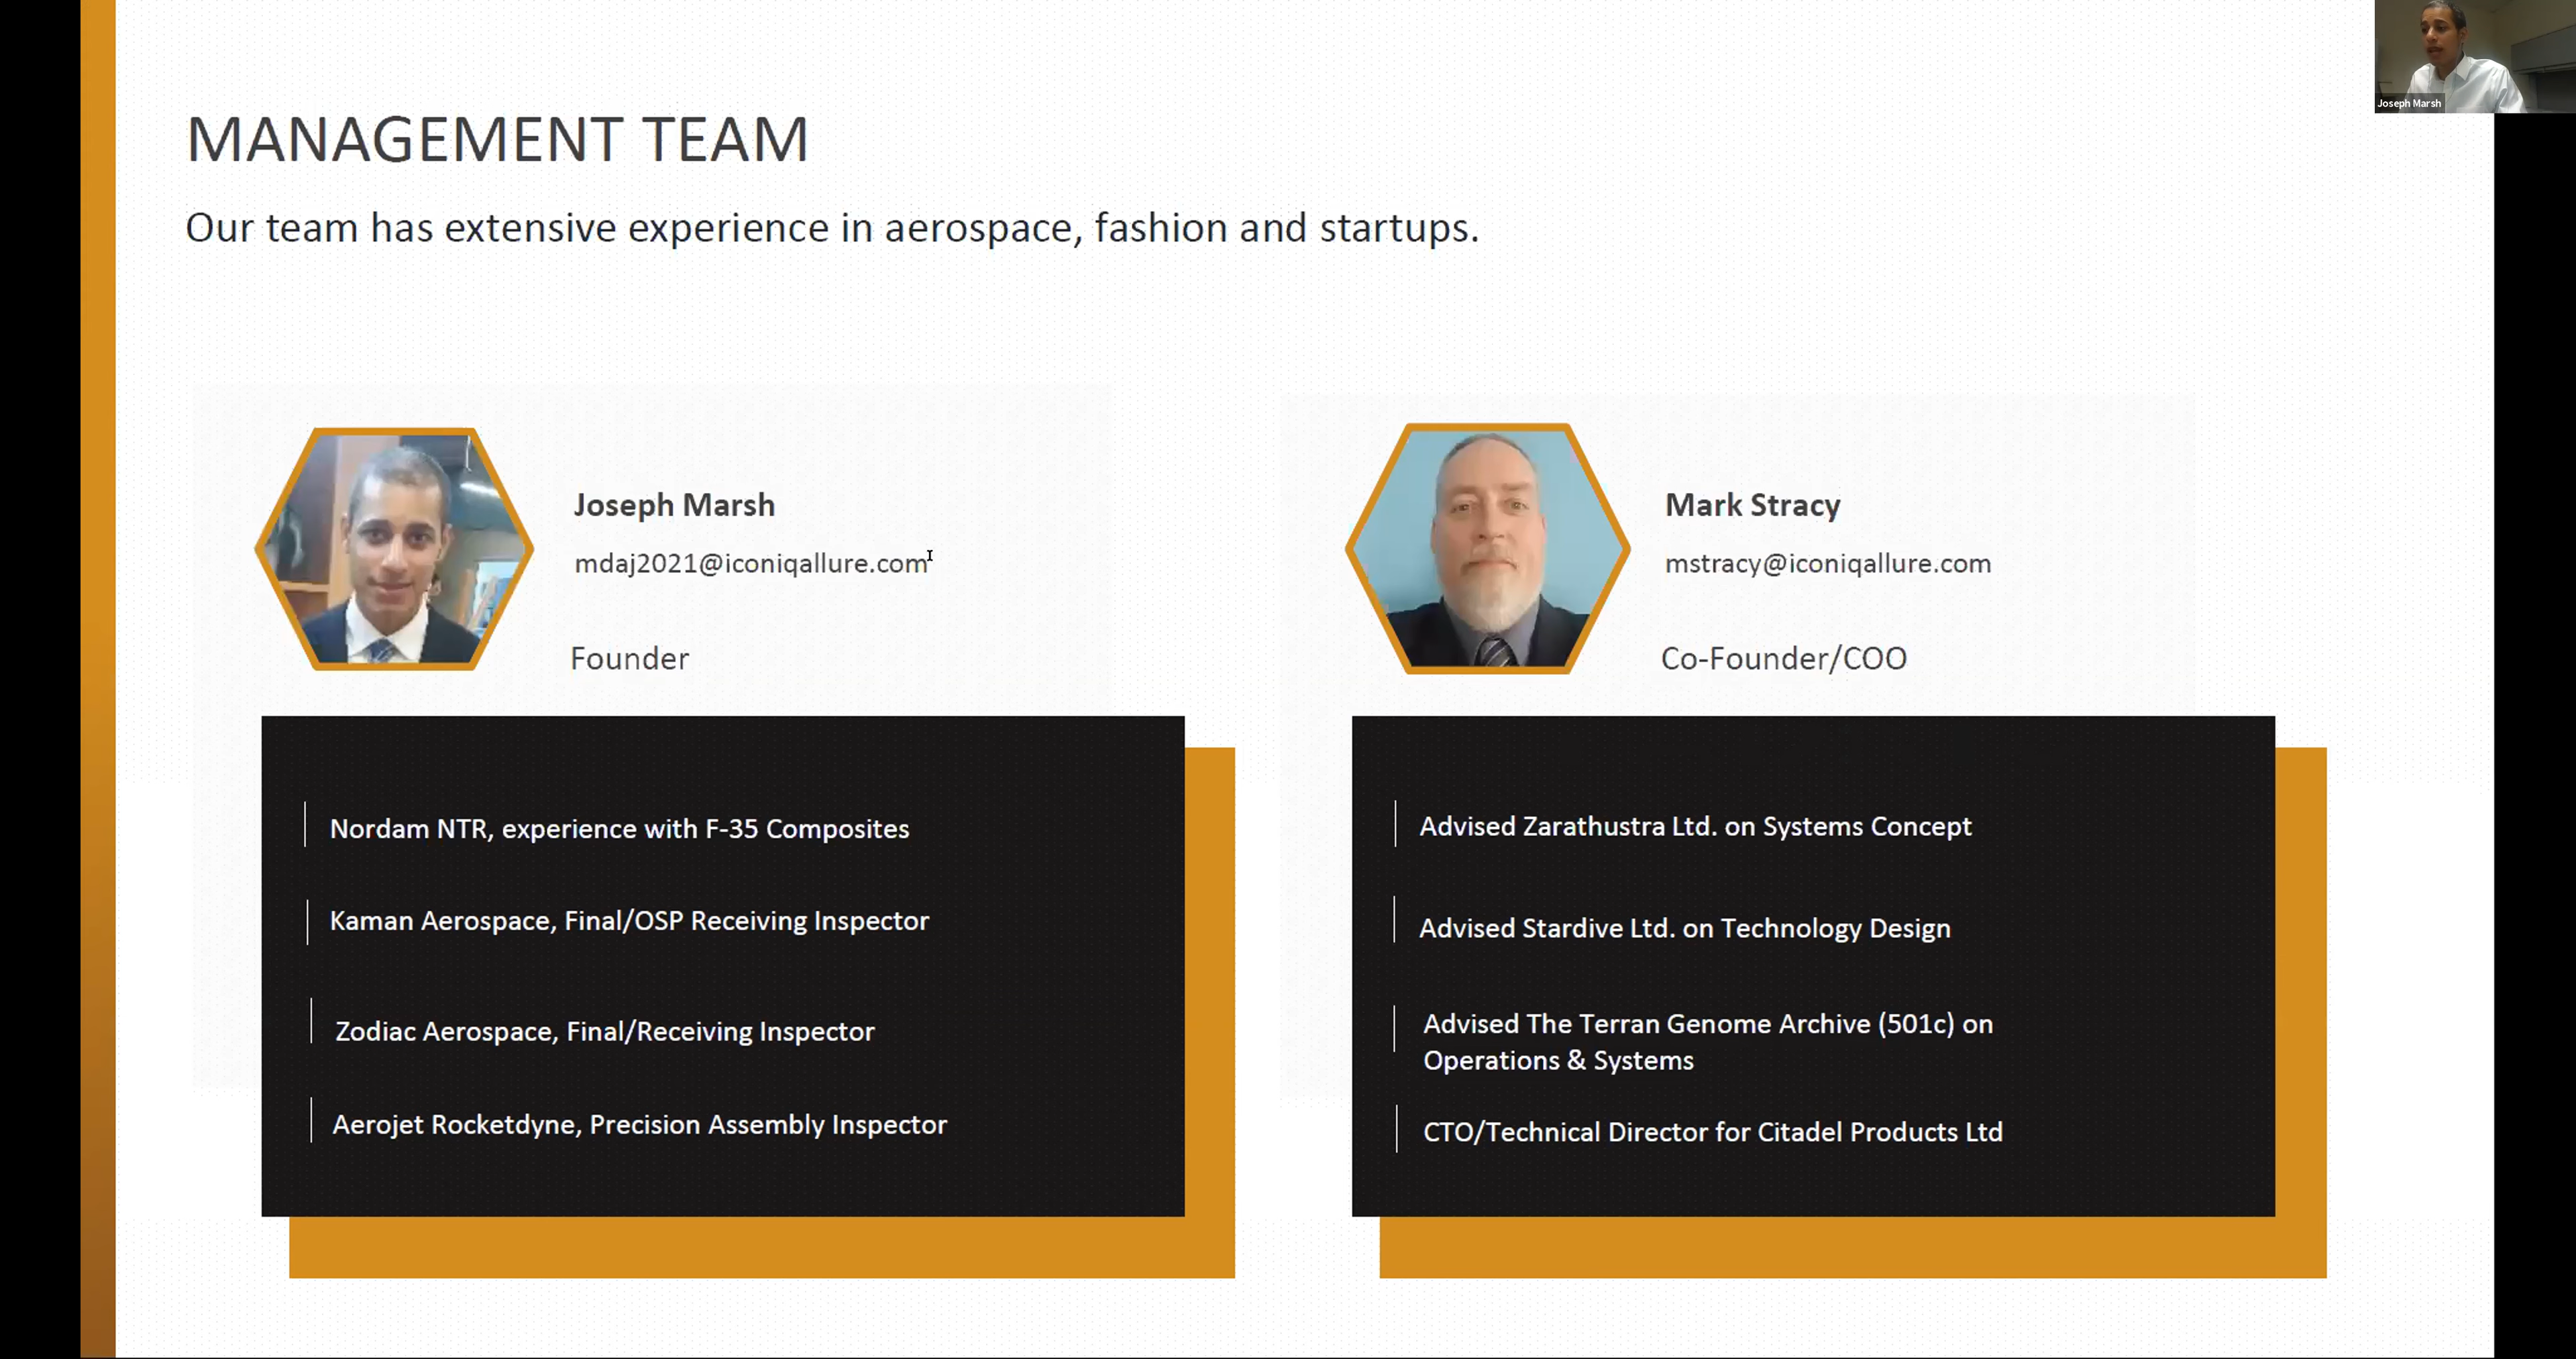 Joseph Marsh
MANAGEMENT TEAM
Our team has extensive experience in aerospace, fashion and startups.
Joseph Marsh
mdaj2021@iconiqallure.com
Founder
Nordam NTR, experience with F-35 Composites
Kaman Aerospace, Final/OSP Receiving Inspector
Zodiac Aerospace, Final/Receiving Inspector
Aerojet Rocketdyne, Precision Assembly Inspector
Mark Stracy
mstracy@iconiqallure.com
Co-Founder/COO
Advised Zarathustra Ltd. on Systems Concept
Advised Stardive Ltd. on Technology Design
Advised The Terran Genome Archive (501c) on
Operations & Systems
CTO/Technical Director for Citadel Products Ltd